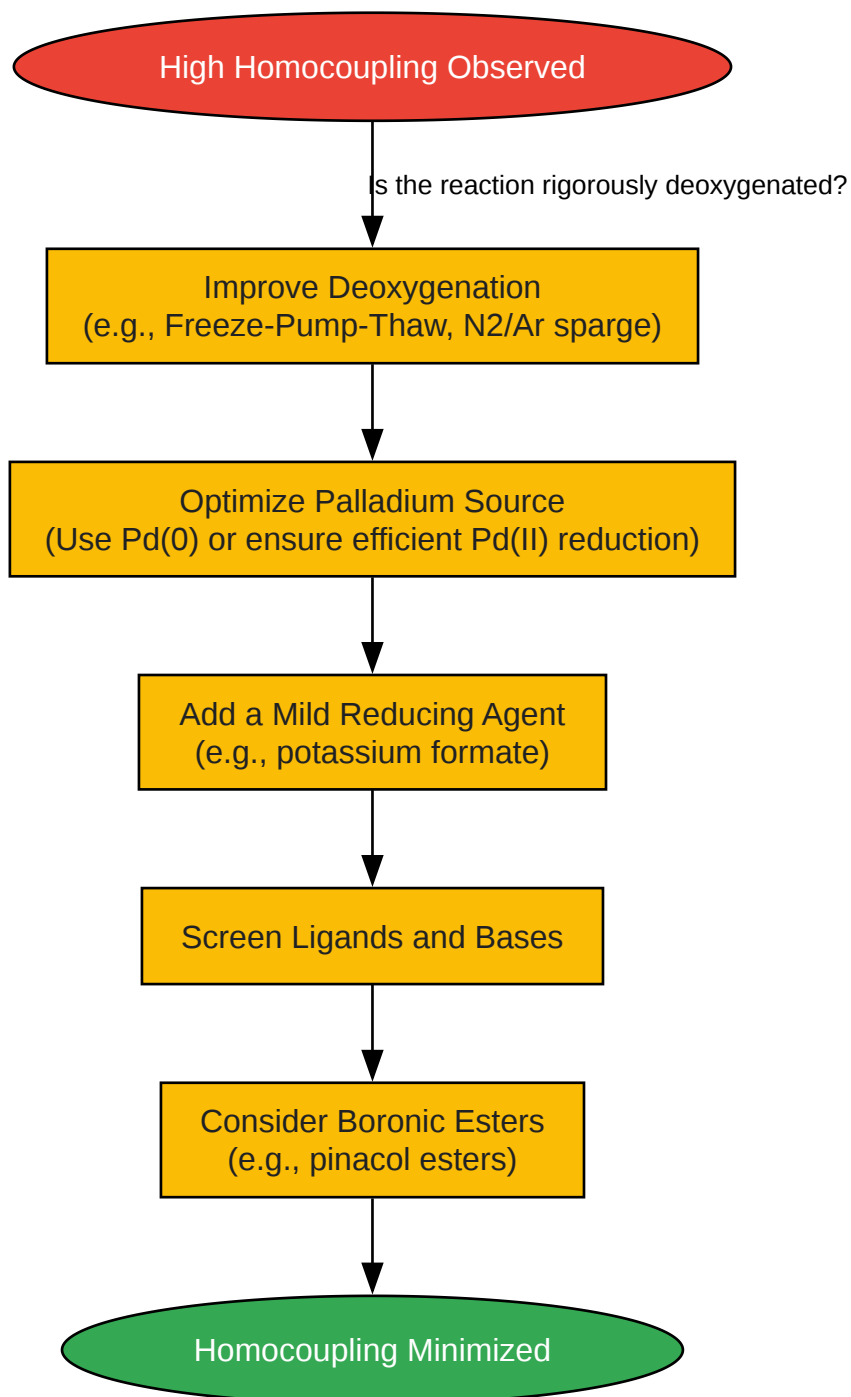 High Homocoupling Observed
Is the reaction rigorously deoxygenated?
Improve Deoxygenation
(e.g., Freeze-Pump-Thaw, N2/Ar sparge)
Optimize Palladium Source
(Use Pd(0) or ensure efficient Pd(II) reduction)
Add a Mild Reducing Agent
(e.g., potassium formate)
Screen Ligands and Bases
Consider Boronic Esters
(e.g., pinacol esters)
Homocoupling Minimized